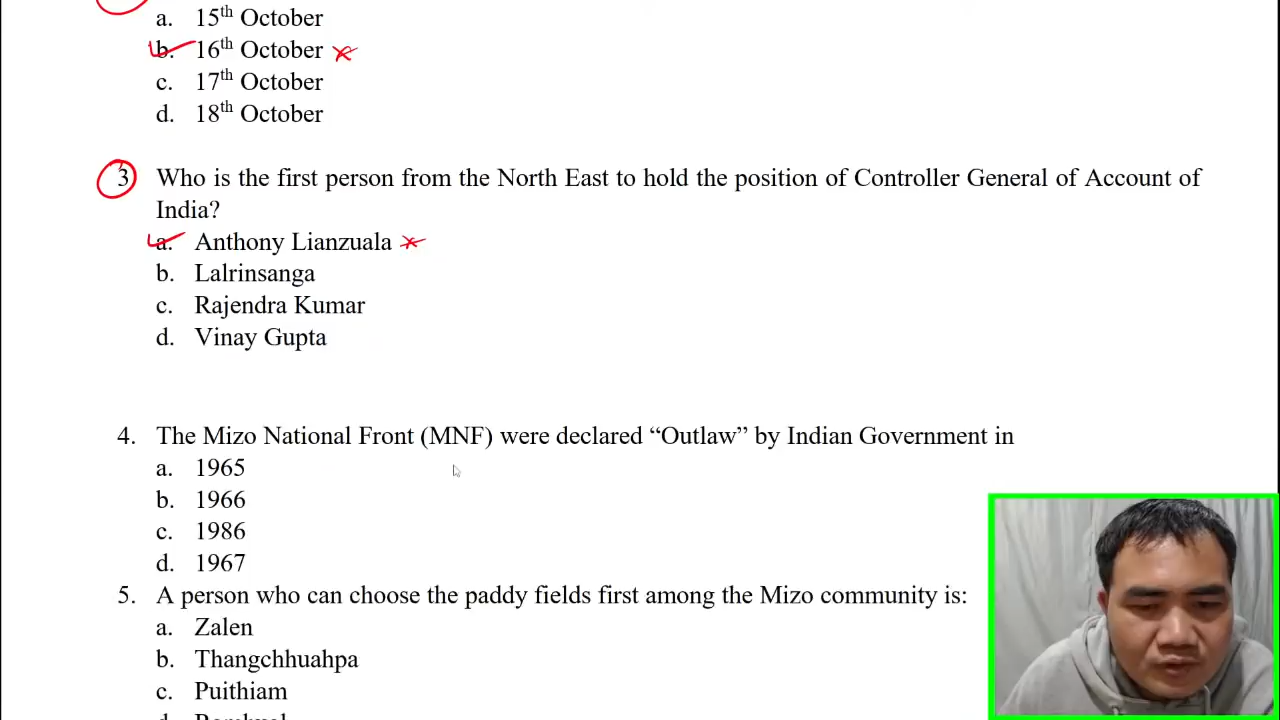 a. 15th October
b. 16th October
c. 17th October
d. 18th October
3 Who is the first person from the North East to hold the position of Controller General of Account of
India?
a. Anthony Lianzuala
b. Lalrinsanga
c. Rajendra Kumar
d. Vinay Gupta
4. The Mizo National Front (MNF) were declared “Outlaw” by Indian Government in
a. 1965
b. 1966
c. 1986
d. 1967
5. A person who can choose the paddy fields first among the Mizo community is:
a. Zalen
b. Thangchhuahpa
c. Puithiam